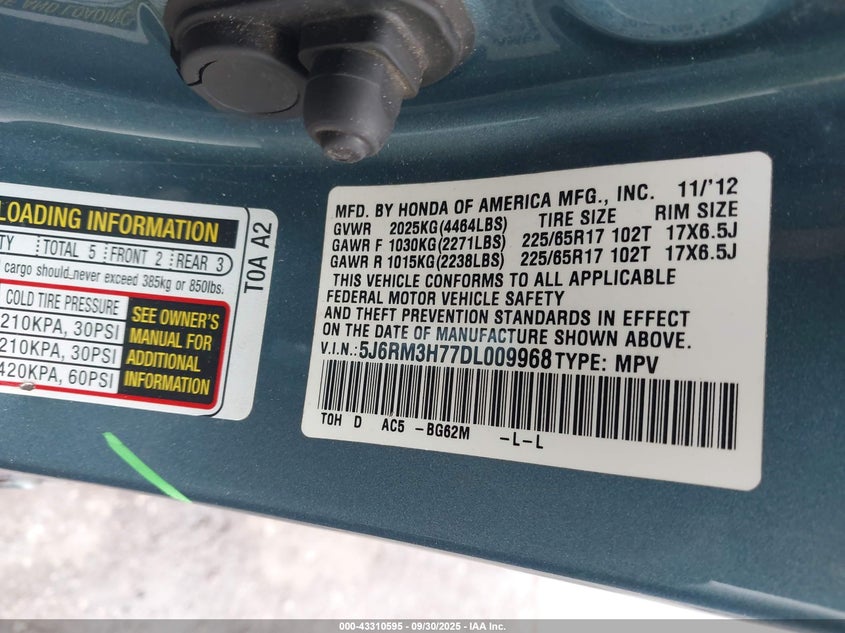 LOADING INFORMATION
TOTAL 5 FRONT 2 REAR 3
cargo should never exceed 385kg or 850lbs.
COLD TIRE PRESSURE
210KPA, 30PSI
210KPA, 30PSI
420KPA, 60PSI
SEE OWNER'S
MANUAL FOR
ADDITIONAL
INFORMATION
T0A A2
MFD. BY HONDA OF AMERICA MFG., INC. 11/'12
GVWR 2025KG(4464LBS) TIRE SIZE RIM SIZE
GAWR F 1030KG(2271LBS) 225/65R17 102T 17X6.5J
GAWR R 1015KG(2238LBS) 225/65R17 102T 17X6.5J
THIS VEHICLE CONFORMS TO ALL APPLICABLE
FEDERAL MOTOR VEHICLE SAFETY
AND THEFT PREVENTION STANDARDS IN EFFECT
ON THE DATE OF MANUFACTURE SHOWN ABOVE.
V.I.N.: 5J6RM3H77DL009968 TYPE: MPV
T0H D AC5 -BG62M -L-L
000-43310595 - 09/30/2025 - IAA Inc.